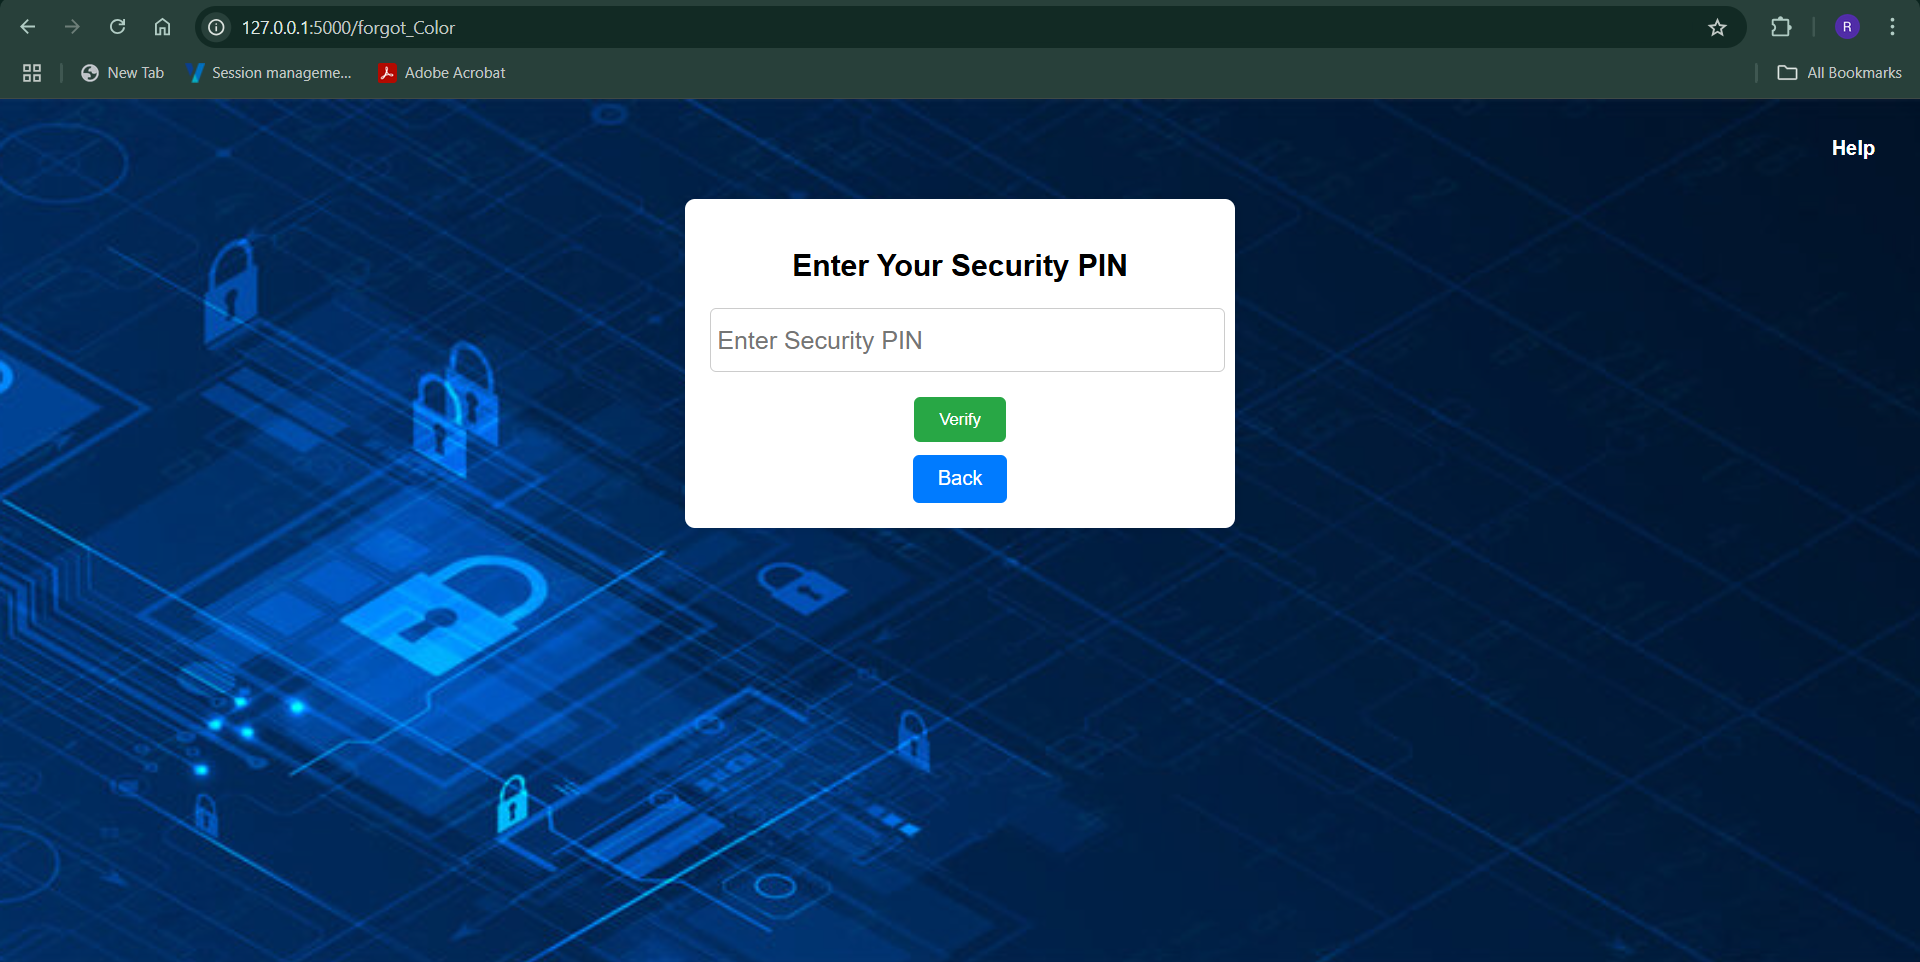 127.0.0.1:5000/forgot_Color
R
New Tab
Session manageme...
Adobe Acrobat
All Bookmarks
Help
Enter Your Security PIN
Enter Security PIN
Verify
Back